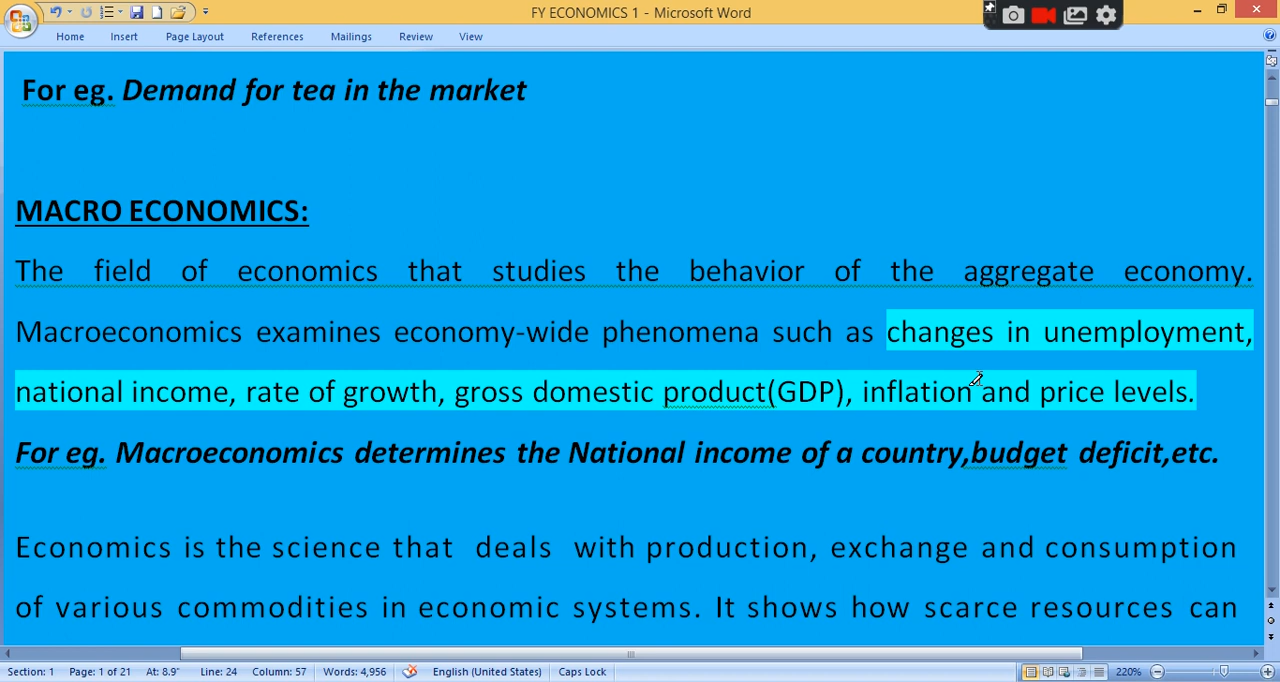 FY ECONOMICS 1 - Microsoft Word
Home Insert Page Layout References Mailings Review View
For eg. Demand for tea in the market
MACRO ECONOMICS:
The field of economics that studies the behavior of the aggregate economy.
Macroeconomics examines economy-wide phenomena such as changes in unemployment,
national income, rate of growth, gross domestic product(GDP), inflation and price levels.
For eg. Macroeconomics determines the National income of a country,budget deficit,etc.
Economics is the science that deals with production, exchange and consumption
of various commodities in economic systems. It shows how scarce resources can
Section: 1 Page: 1 of 21 At: 8.9" Line: 24 Column: 57 Words: 4,956 English (United States) Caps Lock 220%